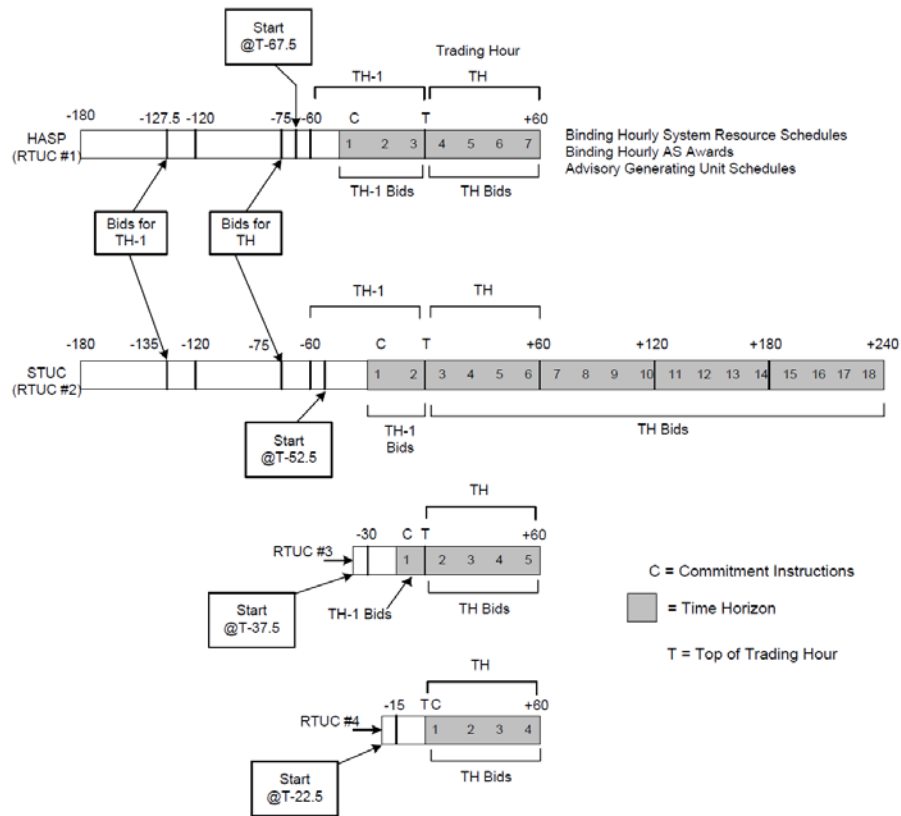 Start
@T-67.5
Trading Hour
TH-1
TH
-180
-127.5
-120
-75
-60
C
T
+60
HASP
(RTUC #1)
1 2 3 4 5 6 7
Binding Hourly System Resource Schedules
Binding Hourly AS Awards
Advisory Generating Unit Schedules
TH-1 Bids
TH Bids
Bids for
TH-1
Bids for
TH
TH-1
TH
-180
-135
-120
-75
-60
C
T
+60
+120
+180
+240
STUC
(RTUC #2)
1 2 3 4 5 6 7 8 9 10 11 12 13 14 15 16 17 18
TH-1
Bids
TH Bids
Start
@T-52.5
TH
-30
C
T
+60
RTUC #3
1 2 3 4 5
Start
@T-37.5
TH-1 Bids
TH Bids
C = Commitment Instructions
= Time Horizon
T = Top of Trading Hour
TH
-15
T C
+60
RTUC #4
1 2 3 4
Start
@T-22.5
TH Bids